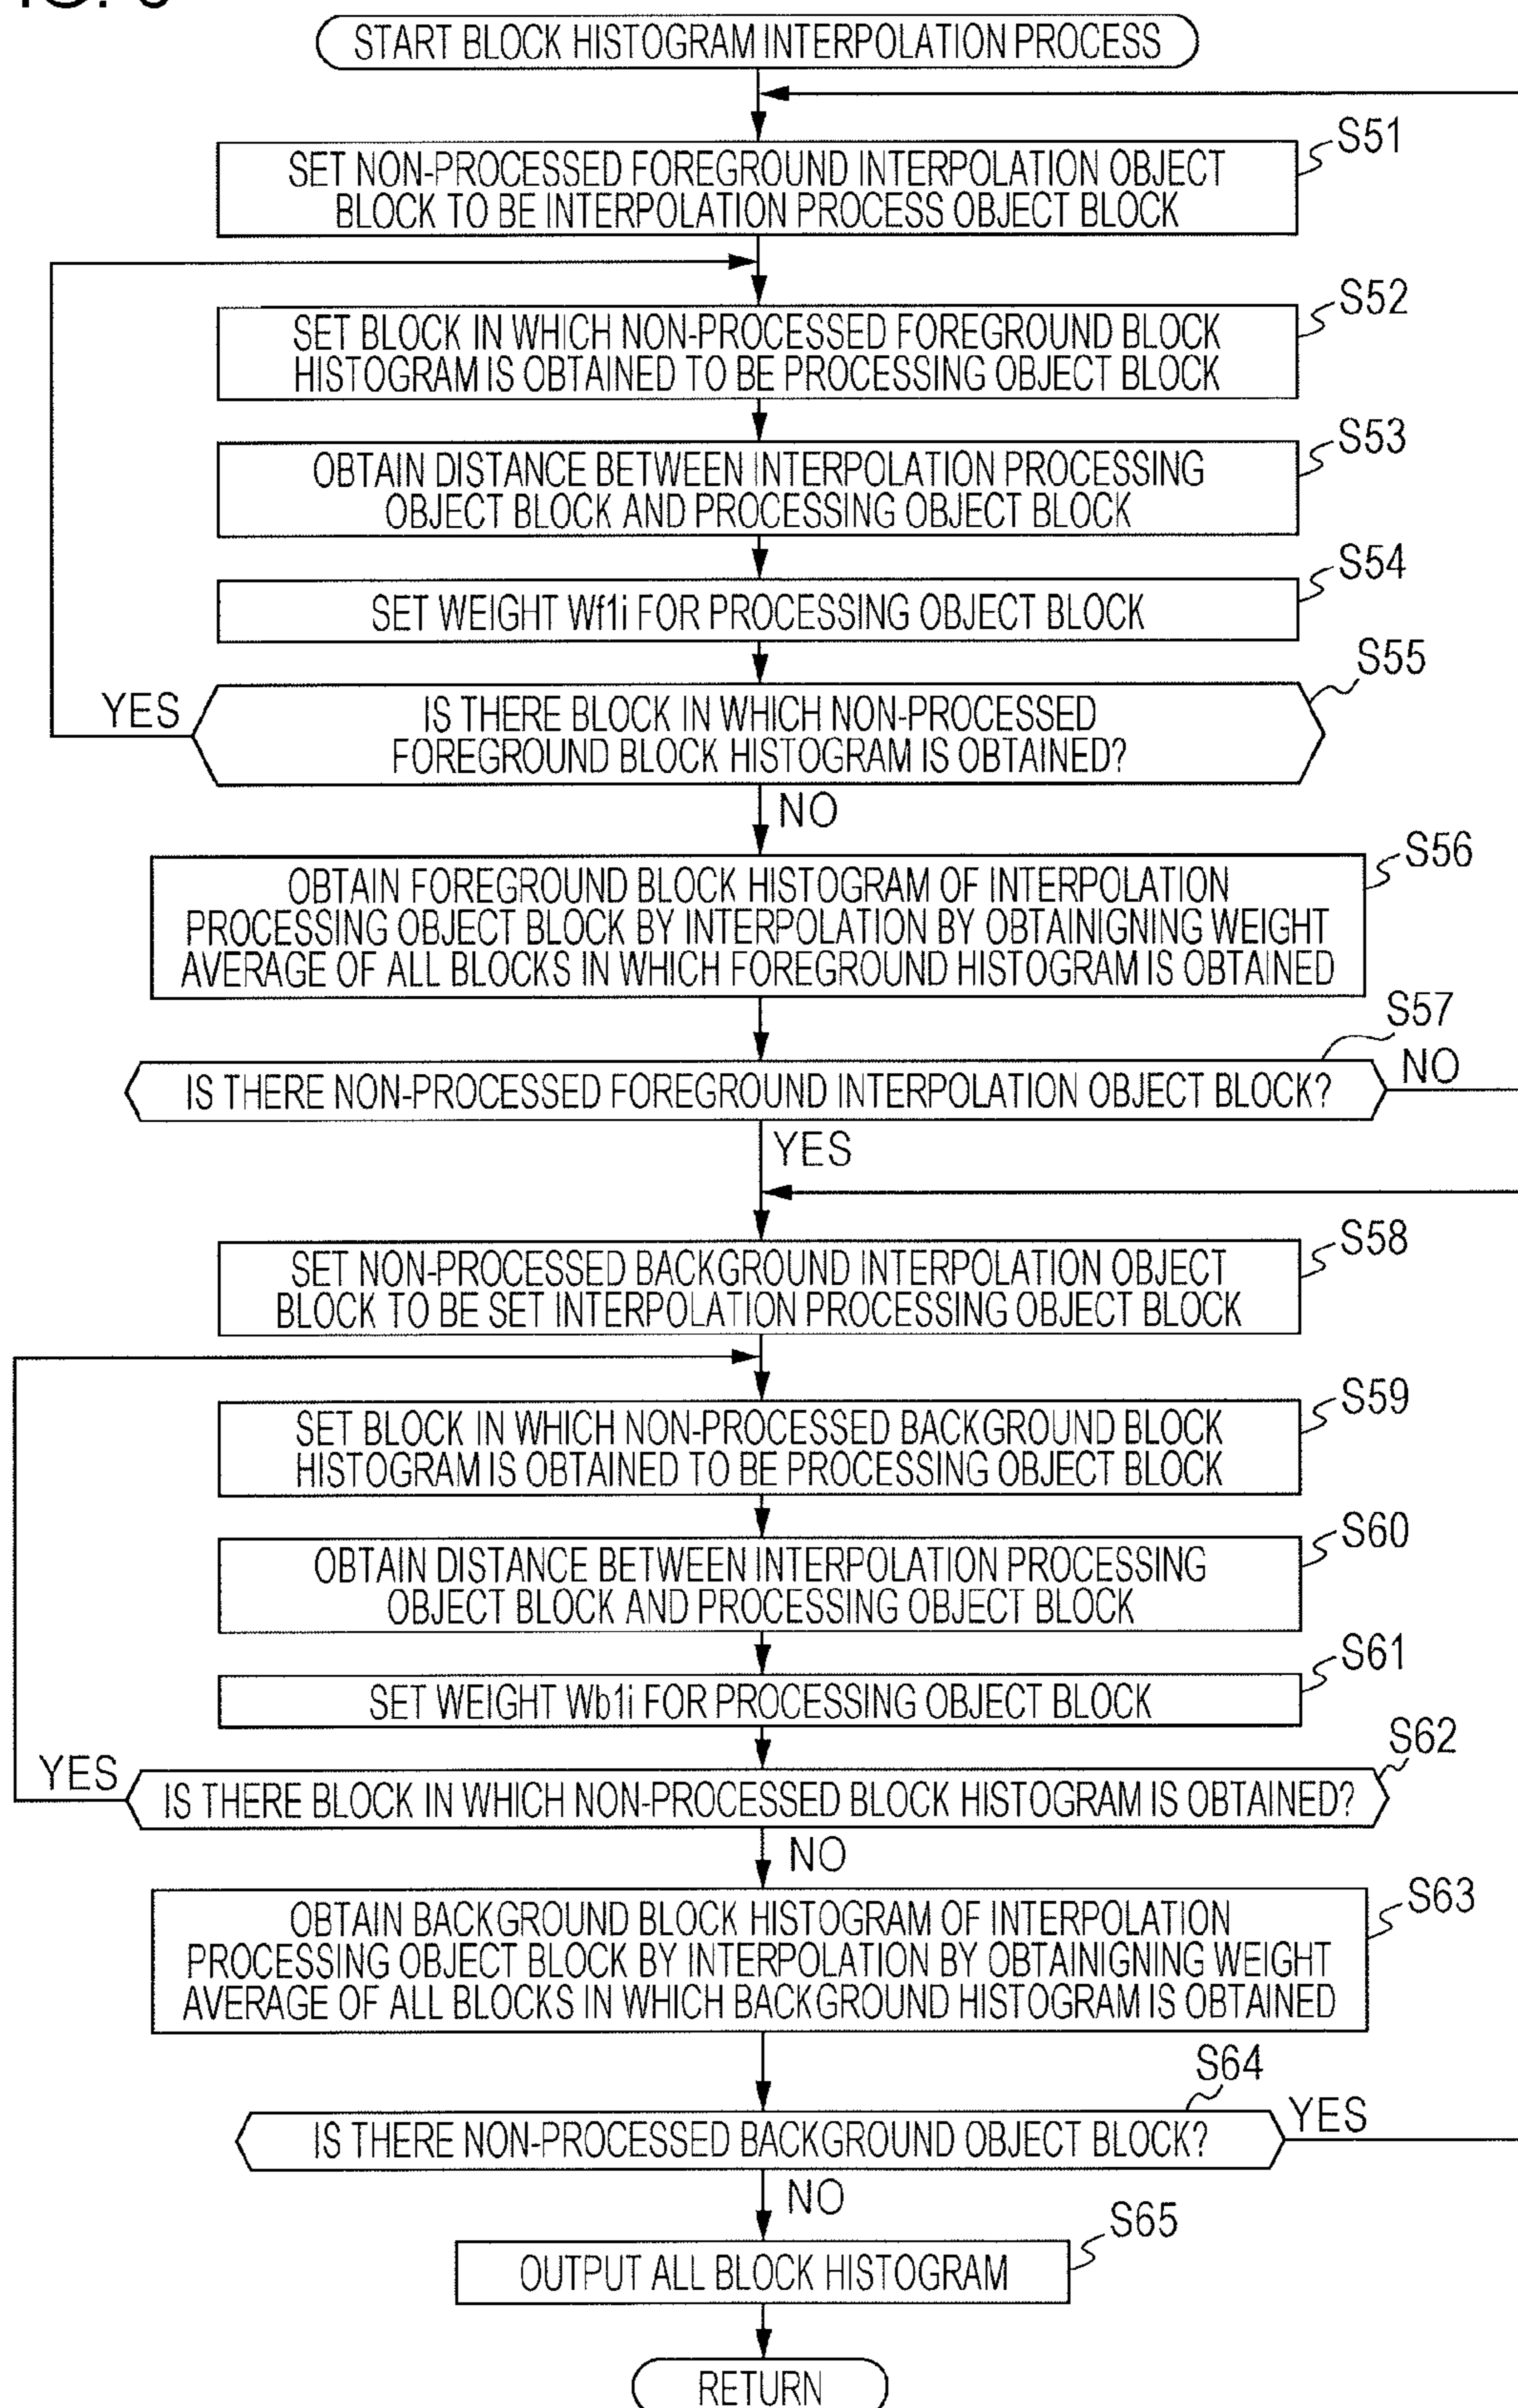 START BLOCK HISTOGRAM INTERPOLATION PROCESS
S51
SET NON-PROCESSED FOREGROUND INTERPOLATION OBJECT
BLOCK TO BE INTERPOLATION PROCESS OBJECT BLOCK
S52
SET BLOCK IN WHICH NON-PROCESSED FOREGROUND BLOCK
HISTOGRAM IS OBTAINED TO BE PROCESSING OBJECT BLOCK
S53
OBTAIN DISTANCE BETWEEN INTERPOLATION PROCESSING
OBJECT BLOCK AND PROCESSING OBJECT BLOCK
S54
SET WEIGHT Wf1i FOR PROCESSING OBJECT BLOCK
S55
YES
IS THERE BLOCK IN WHICH NON-PROCESSED
FOREGROUND BLOCK HISTOGRAM IS OBTAINED?
NO
S56
OBTAIN FOREGROUND BLOCK HISTOGRAM OF INTERPOLATION
PROCESSING OBJECT BLOCK BY INTERPOLATION BY OBTAINIGNING WEIGHT
AVERAGE OF ALL BLOCKS IN WHICH FOREGROUND HISTOGRAM IS OBTAINED
S57
IS THERE NON-PROCESSED FOREGROUND INTERPOLATION OBJECT BLOCK?
NO
YES
S58
SET NON-PROCESSED BACKGROUND INTERPOLATION OBJECT
BLOCK TO BE SET INTERPOLATION PROCESSING OBJECT BLOCK
S59
SET BLOCK IN WHICH NON-PROCESSED BACKGROUND BLOCK
HISTOGRAM IS OBTAINED TO BE PROCESSING OBJECT BLOCK
S60
OBTAIN DISTANCE BETWEEN INTERPOLATION PROCESSING
OBJECT BLOCK AND PROCESSING OBJECT BLOCK
S61
SET WEIGHT Wb1i FOR PROCESSING OBJECT BLOCK
S62
YES
IS THERE BLOCK IN WHICH NON-PROCESSED BLOCK HISTOGRAM IS OBTAINED?
NO
S63
OBTAIN BACKGROUND BLOCK HISTOGRAM OF INTERPOLATION
PROCESSING OBJECT BLOCK BY INTERPOLATION BY OBTAINIGNING WEIGHT
AVERAGE OF ALL BLOCKS IN WHICH BACKGROUND HISTOGRAM IS OBTAINED
S64
IS THERE NON-PROCESSED BACKGROUND OBJECT BLOCK?
YES
NO
S65
OUTPUT ALL BLOCK HISTOGRAM
RETURN